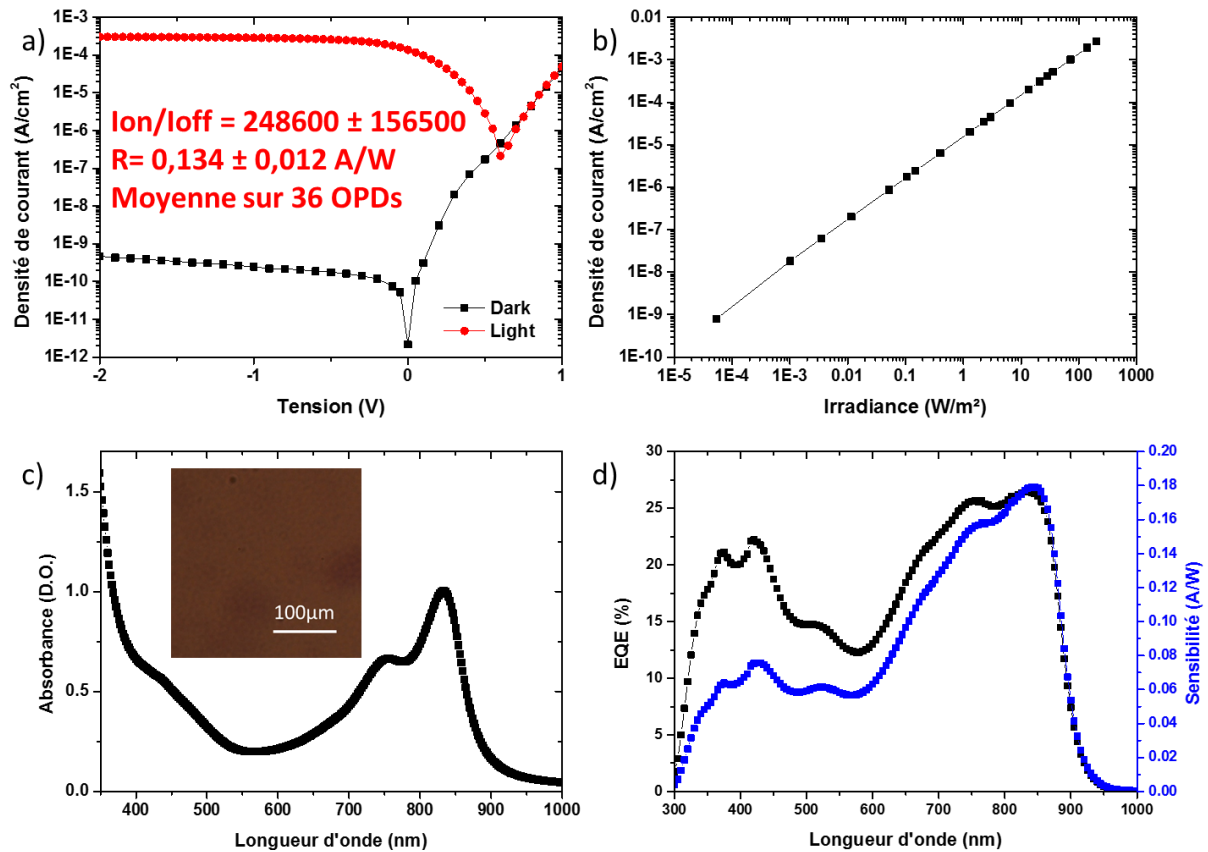 a)
1E-3
1E-4
1E-5
1E-6
1E-7
1E-8
1E-9
1E-10
1E-11
1E-12
Densité de courant (A/cm²)
Ion/Ioff = 248600 ± 156500
R= 0,134 ± 0,012 A/W
Moyenne sur 36 OPDs
Dark
Light
-2
-1
0
1
Tension (V)
b)
0.01
1E-3
1E-4
1E-5
1E-6
1E-7
1E-8
1E-9
1E-10
Densité de courant (A/cm²)
1E-5
1E-4
1E-3
0.01
0.1
1
10
100
1000
Irradiance (W/m²)
c)
1.5
1.0
0.5
0.0
Absorbance (D.O.)
100µm
400
500
600
700
800
900
1000
Longueur d'onde (nm)
d)
30
25
20
15
10
5
0
EQE (%)
0.20
0.18
0.16
0.14
0.12
0.10
0.08
0.06
0.04
0.02
0.00
Sensibilité (A/W)
300
400
500
600
700
800
900
1000
Longueur d'onde (nm)